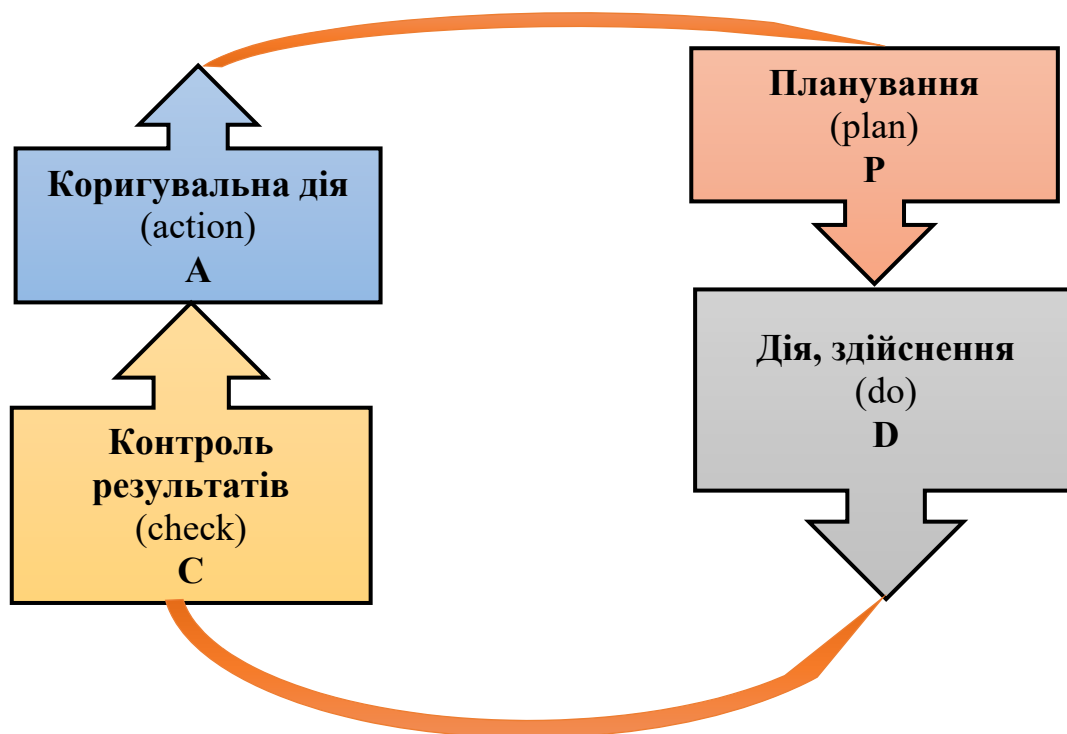 Планування
(plan)
P
Дія, здійснення
(do)
D
Контроль
результатів
(check)
C
Коригувальна дія
(action)
A